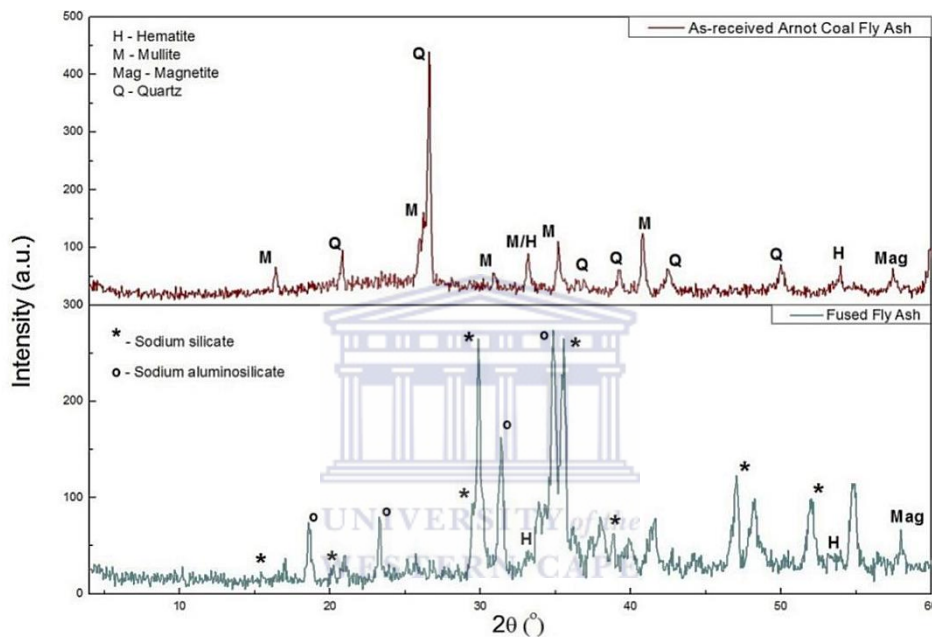 500
400
300
200
100
300
200
100
0
Intensity (a.u.)
H - Hematite
M - Mullite
Mag - Magnetite
Q - Quartz
As-received Arnot Coal Fly Ash
M
Q
M
Q
M
M/H
M
Q
Q
M
Q
Q
H
Mag
* - Sodium silicate
o - Sodium aluminosilicate
Fused Fly Ash
*
o
*
o
*
*
o
H
o
*
*
*
*
H
Mag
UNIVERSITY of the
WESTERN CAPE
10
20
30
40
50
60
2θ (°)